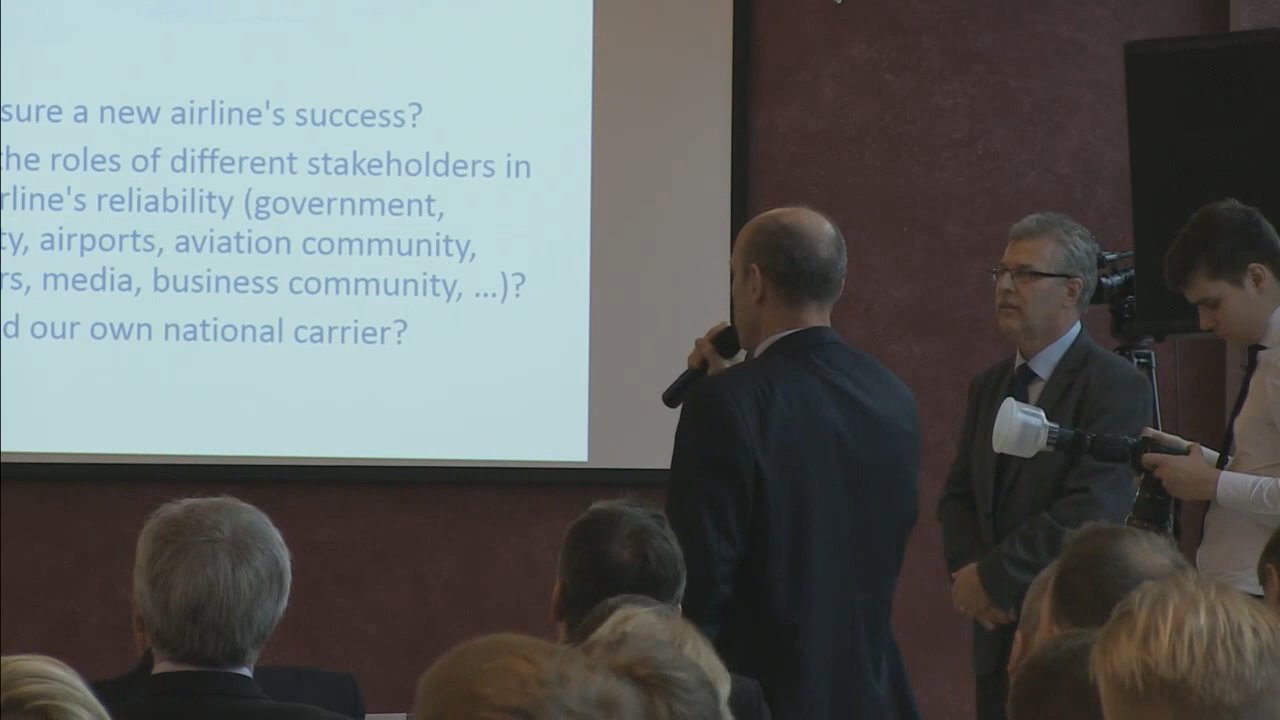 sure a new airline's success?
the roles of different stakeholders in
rline's reliability (government,
ty, airports, aviation community,
rs, media, business community, ...)?
d our own national carrier?